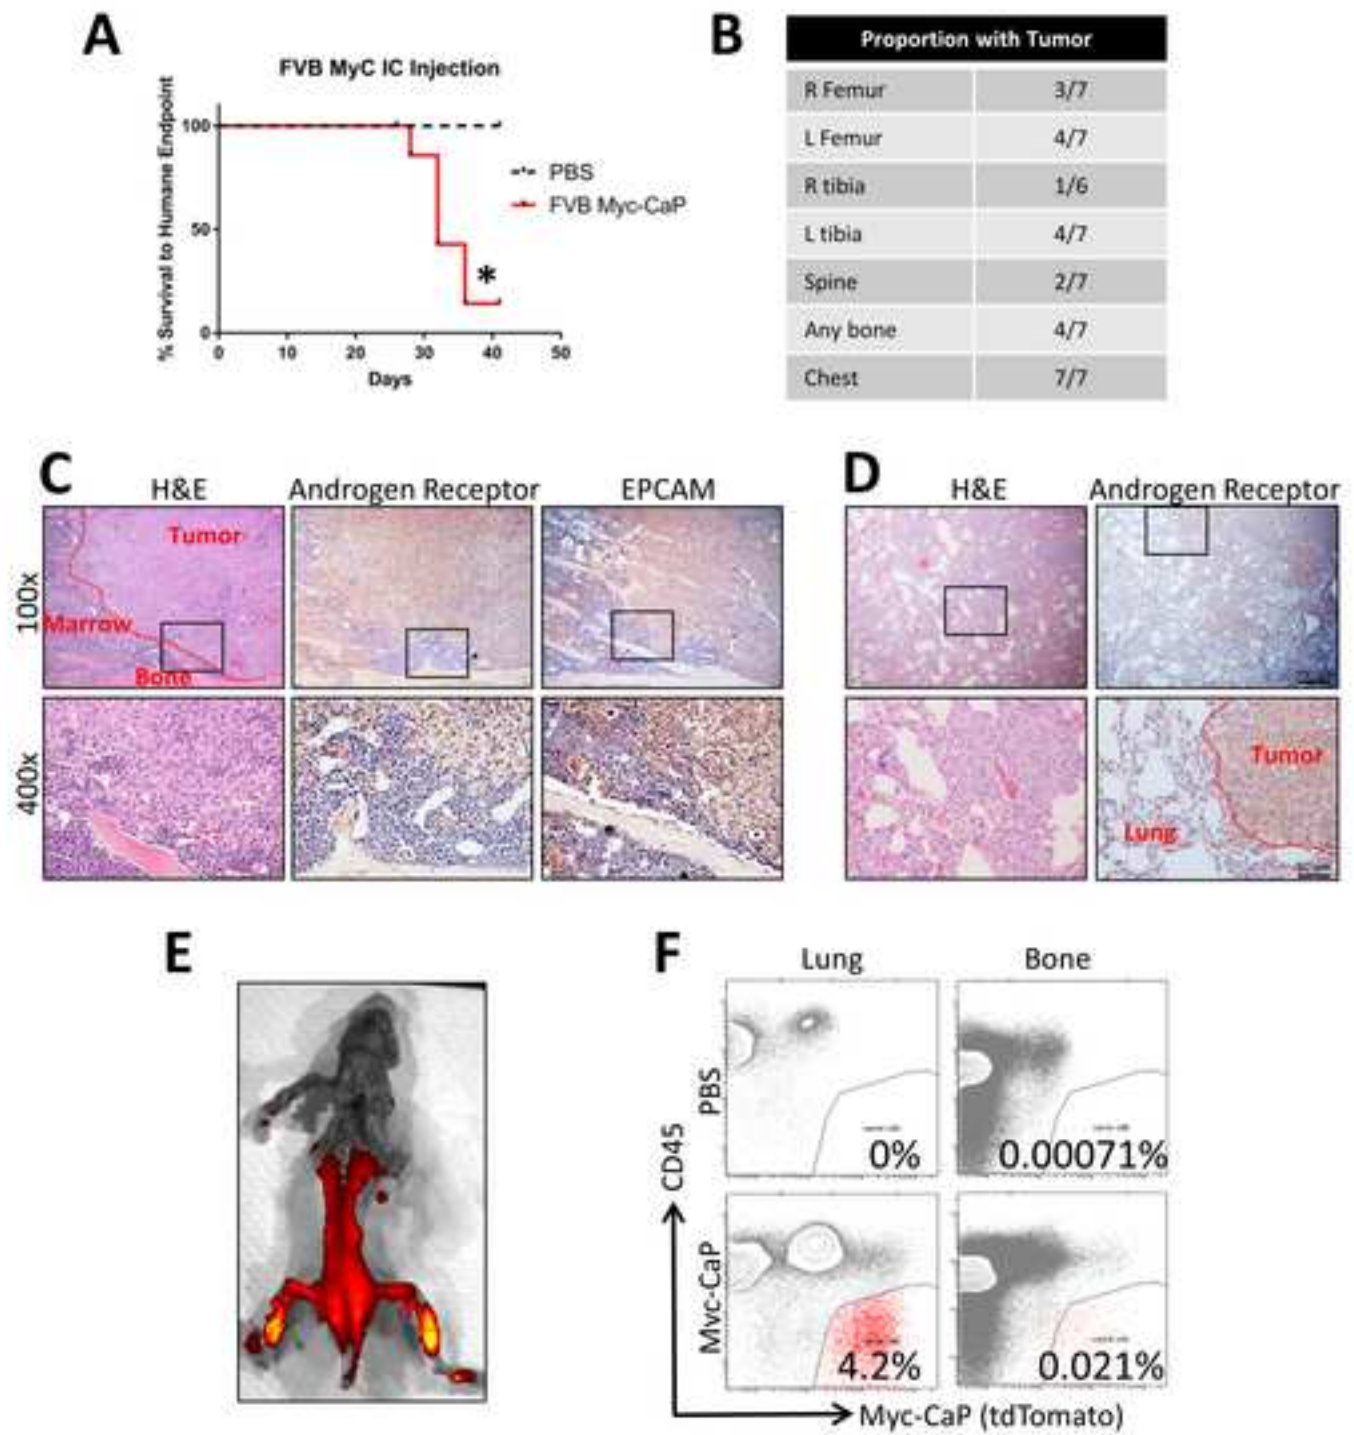 A
FVB MyC IC Injection
% Survival to Humane Endpoint
100
50
0
0 10 20 30 40 50
Days
PBS
FVB Myc-CaP
*
B
Proportion with Tumor
R Femur 3/7
L Femur 4/7
R tibia 1/6
L tibia 4/7
Spine 2/7
Any bone 4/7
Chest 7/7
C
H&E Androgen Receptor EPCAM
100x
Tumor
Marrow
Bone
400x
D
H&E Androgen Receptor
Tumor
Lung
E
F
Lung Bone
PBS
0% 0.00071%
CD45
Mvc-CaP
4.2% 0.021%
Myc-CaP (tdTomato)